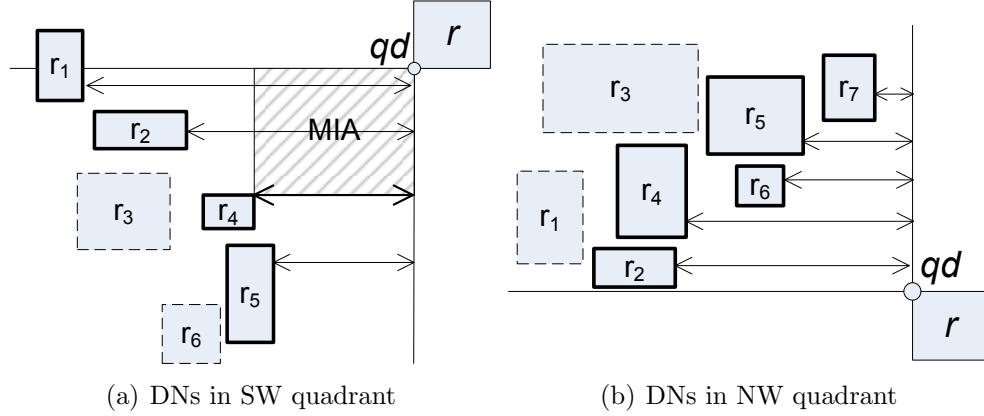 r
qd
r1
r2
MIA
r3
r4
r5
r6
(a) DNs in SW quadrant
r3
r7
r5
r6
r4
r1
r2
qd
r
(b) DNs in NW quadrant